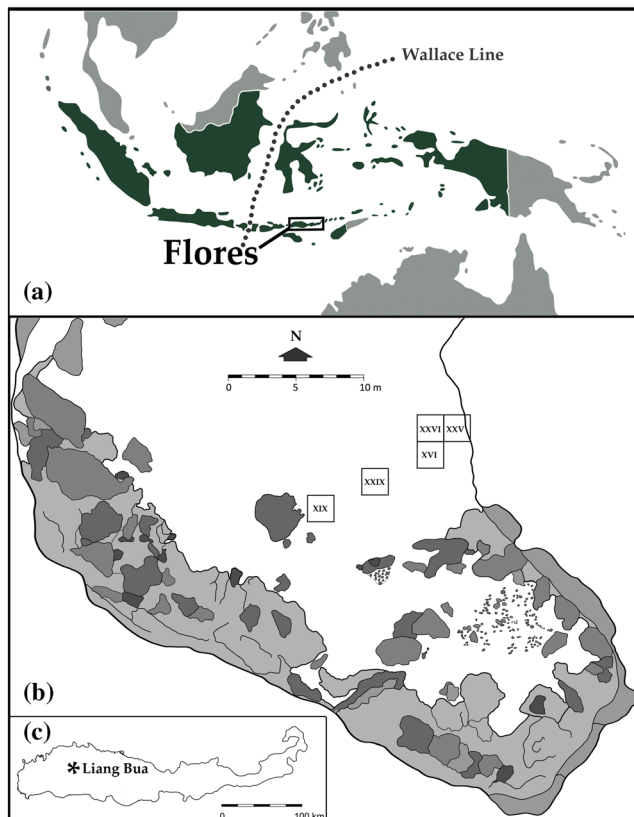 Wallace Line
Flores
(a)
N
0 5 10 m
XXVI XXV
XVI
XXIX
XIX
(b)
(c)
Liang Bua
0 100 km